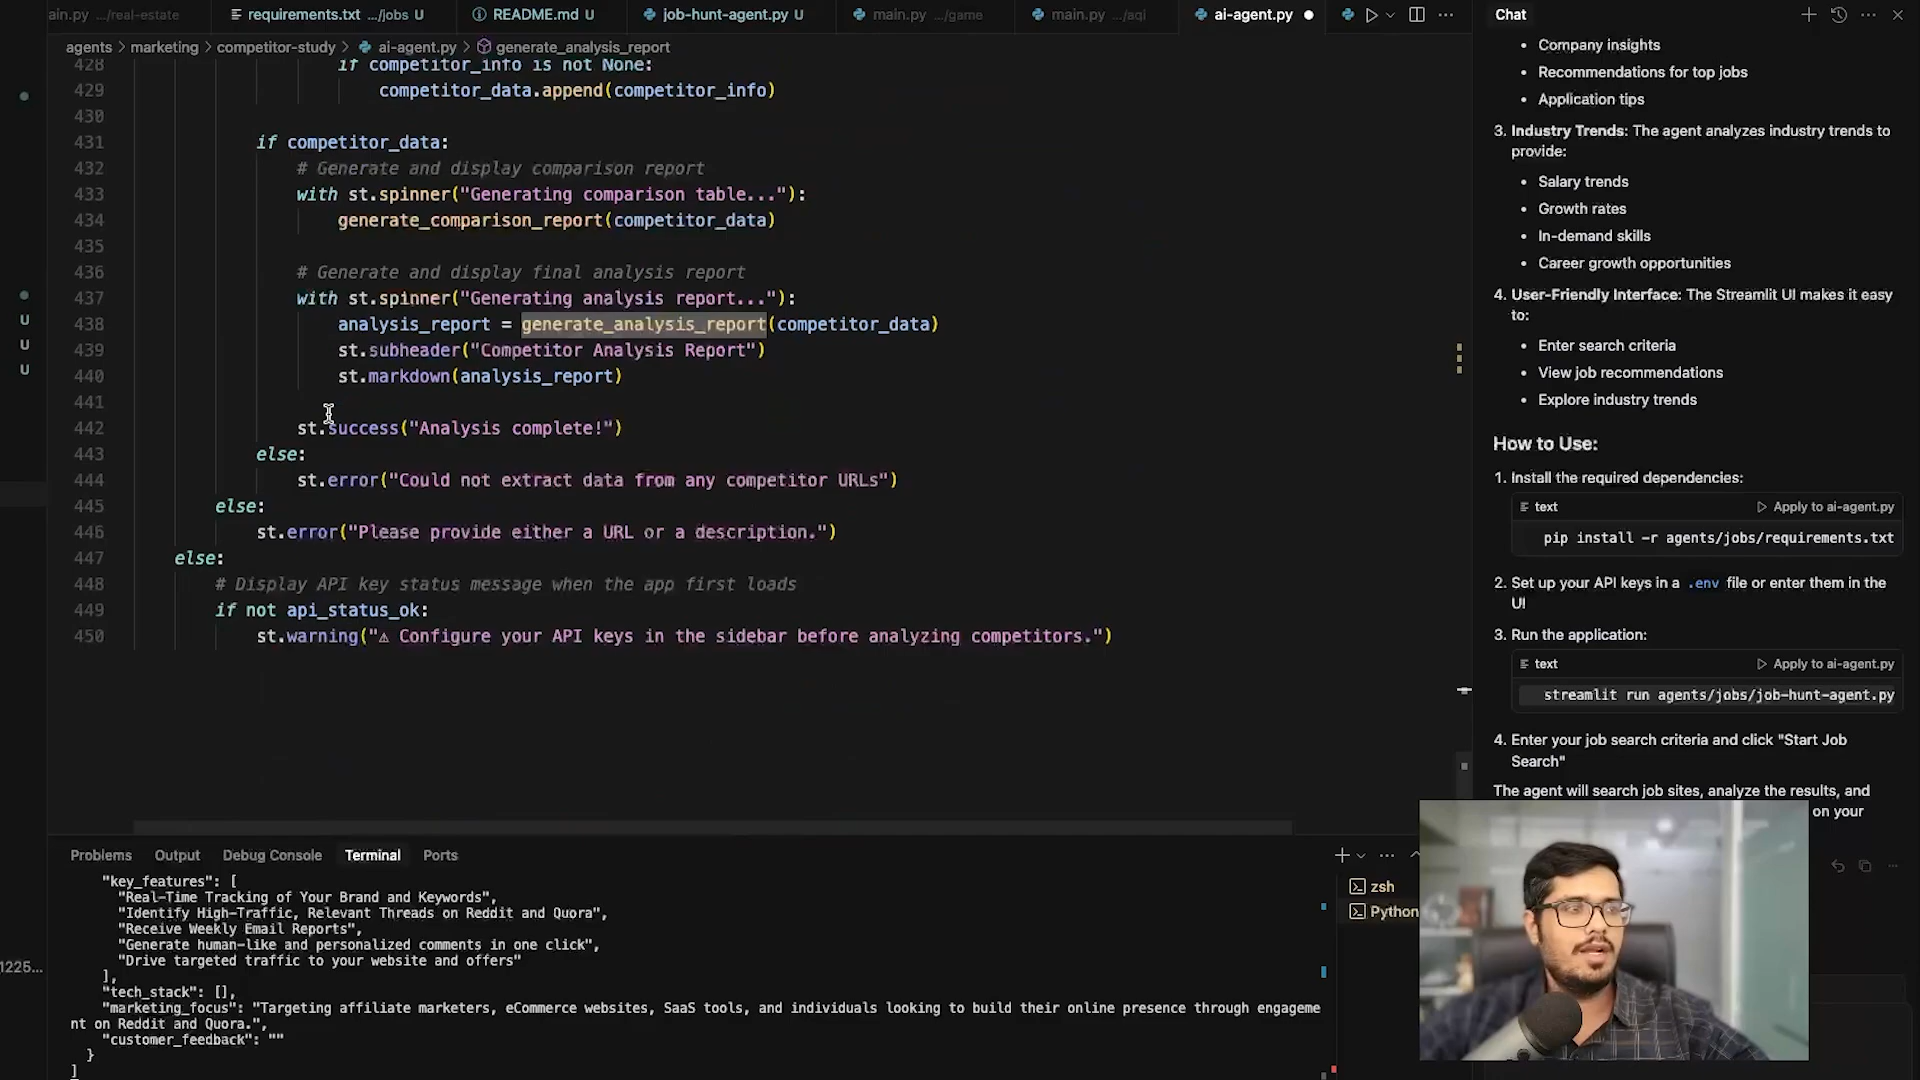 ain.py .../real-estate
requirements.txt .../jobs U
README.md U
job-hunt-agent.py U
main.py .../game
main.py .../aqi
ai-agent.py
agents > marketing > competitor-study > ai-agent.py > generate_analysis_report
428 if competitor_info is not None:
429 competitor_data.append(competitor_info)
430
431 if competitor_data:
432 # Generate and display comparison report
433 with st.spinner("Generating comparison table..."):
434 generate_comparison_report(competitor_data)
435
436 # Generate and display final analysis report
437 with st.spinner("Generating analysis report..."):
438 analysis_report = generate_analysis_report(competitor_data)
439 st.subheader("Competitor Analysis Report")
440 st.markdown(analysis_report)
441
442 st.success("Analysis complete!")
443 else:
444 st.error("Could not extract data from any competitor URLs")
445 else:
446 st.error("Please provide either a URL or a description.")
447 else:
448 # Display API key status message when the app first loads
449 if not api_status_ok:
450 st.warning("⚠ Configure your API keys in the sidebar before analyzing competitors.")
U
U
U
1225...
Problems Output Debug Console Terminal Ports
"key_features": [
"Real-Time Tracking of Your Brand and Keywords",
"Identify High-Traffic, Relevant Threads on Reddit and Quora",
"Receive Weekly Email Reports",
"Generate human-like and personalized comments in one click",
"Drive targeted traffic to your website and offers"
],
"tech_stack": [],
"marketing_focus": "Targeting affiliate marketers, eCommerce websites, SaaS tools, and individuals looking to build their online presence through engageme
nt on Reddit and Quora.",
"customer_feedback": ""
}
]
zsh
Python
Chat
• Company insights
• Recommendations for top jobs
• Application tips
3. Industry Trends: The agent analyzes industry trends to
provide:
• Salary trends
• Growth rates
• In-demand skills
• Career growth opportunities
4. User-Friendly Interface: The Streamlit UI makes it easy
to:
• Enter search criteria
• View job recommendations
• Explore industry trends
How to Use:
1. Install the required dependencies:
text Apply to ai-agent.py
pip install -r agents/jobs/requirements.txt
2. Set up your API keys in a .env file or enter them in the
UI
3. Run the application:
text Apply to ai-agent.py
streamlit run agents/jobs/job-hunt-agent.py
4. Enter your job search criteria and click "Start Job
Search"
The agent will search job sites, analyze the results, and
on your